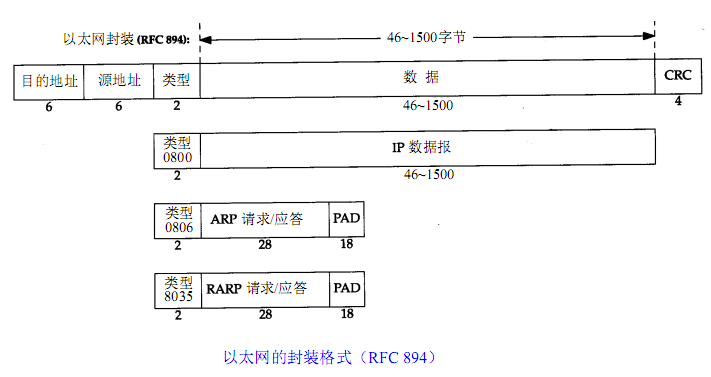 以太网封装(RFC 894):
46~1500字节
目的地址 源地址 类型 数 据 CRC
6 6 2 46~1500 4
类型 0800 IP 数据报
2 46~1500
类型 0806 ARP 请求/应答 PAD
2 28 18
类型 8035 RARP 请求/应答 PAD
2 28 18
以太网的封装格式（RFC 894）